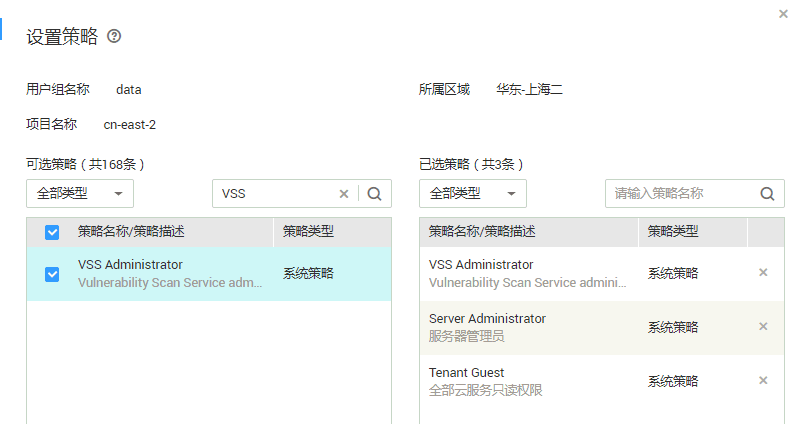 设置策略
用户组名称 data 所属区域 华东-上海二
项目名称 cn-east-2
可选策略（共168条） 已选策略（共3条）
全部类型 VSS 全部类型 请输入策略名称
策略名称/策略描述 策略类型 策略名称/策略描述 策略类型
VSS Administrator
Vulnerability Scan Service adm...
系统策略
VSS Administrator
Vulnerability Scan Service admini...
系统策略
Server Administrator
服务器管理员
系统策略
Tenant Guest
全部云服务只读权限
系统策略